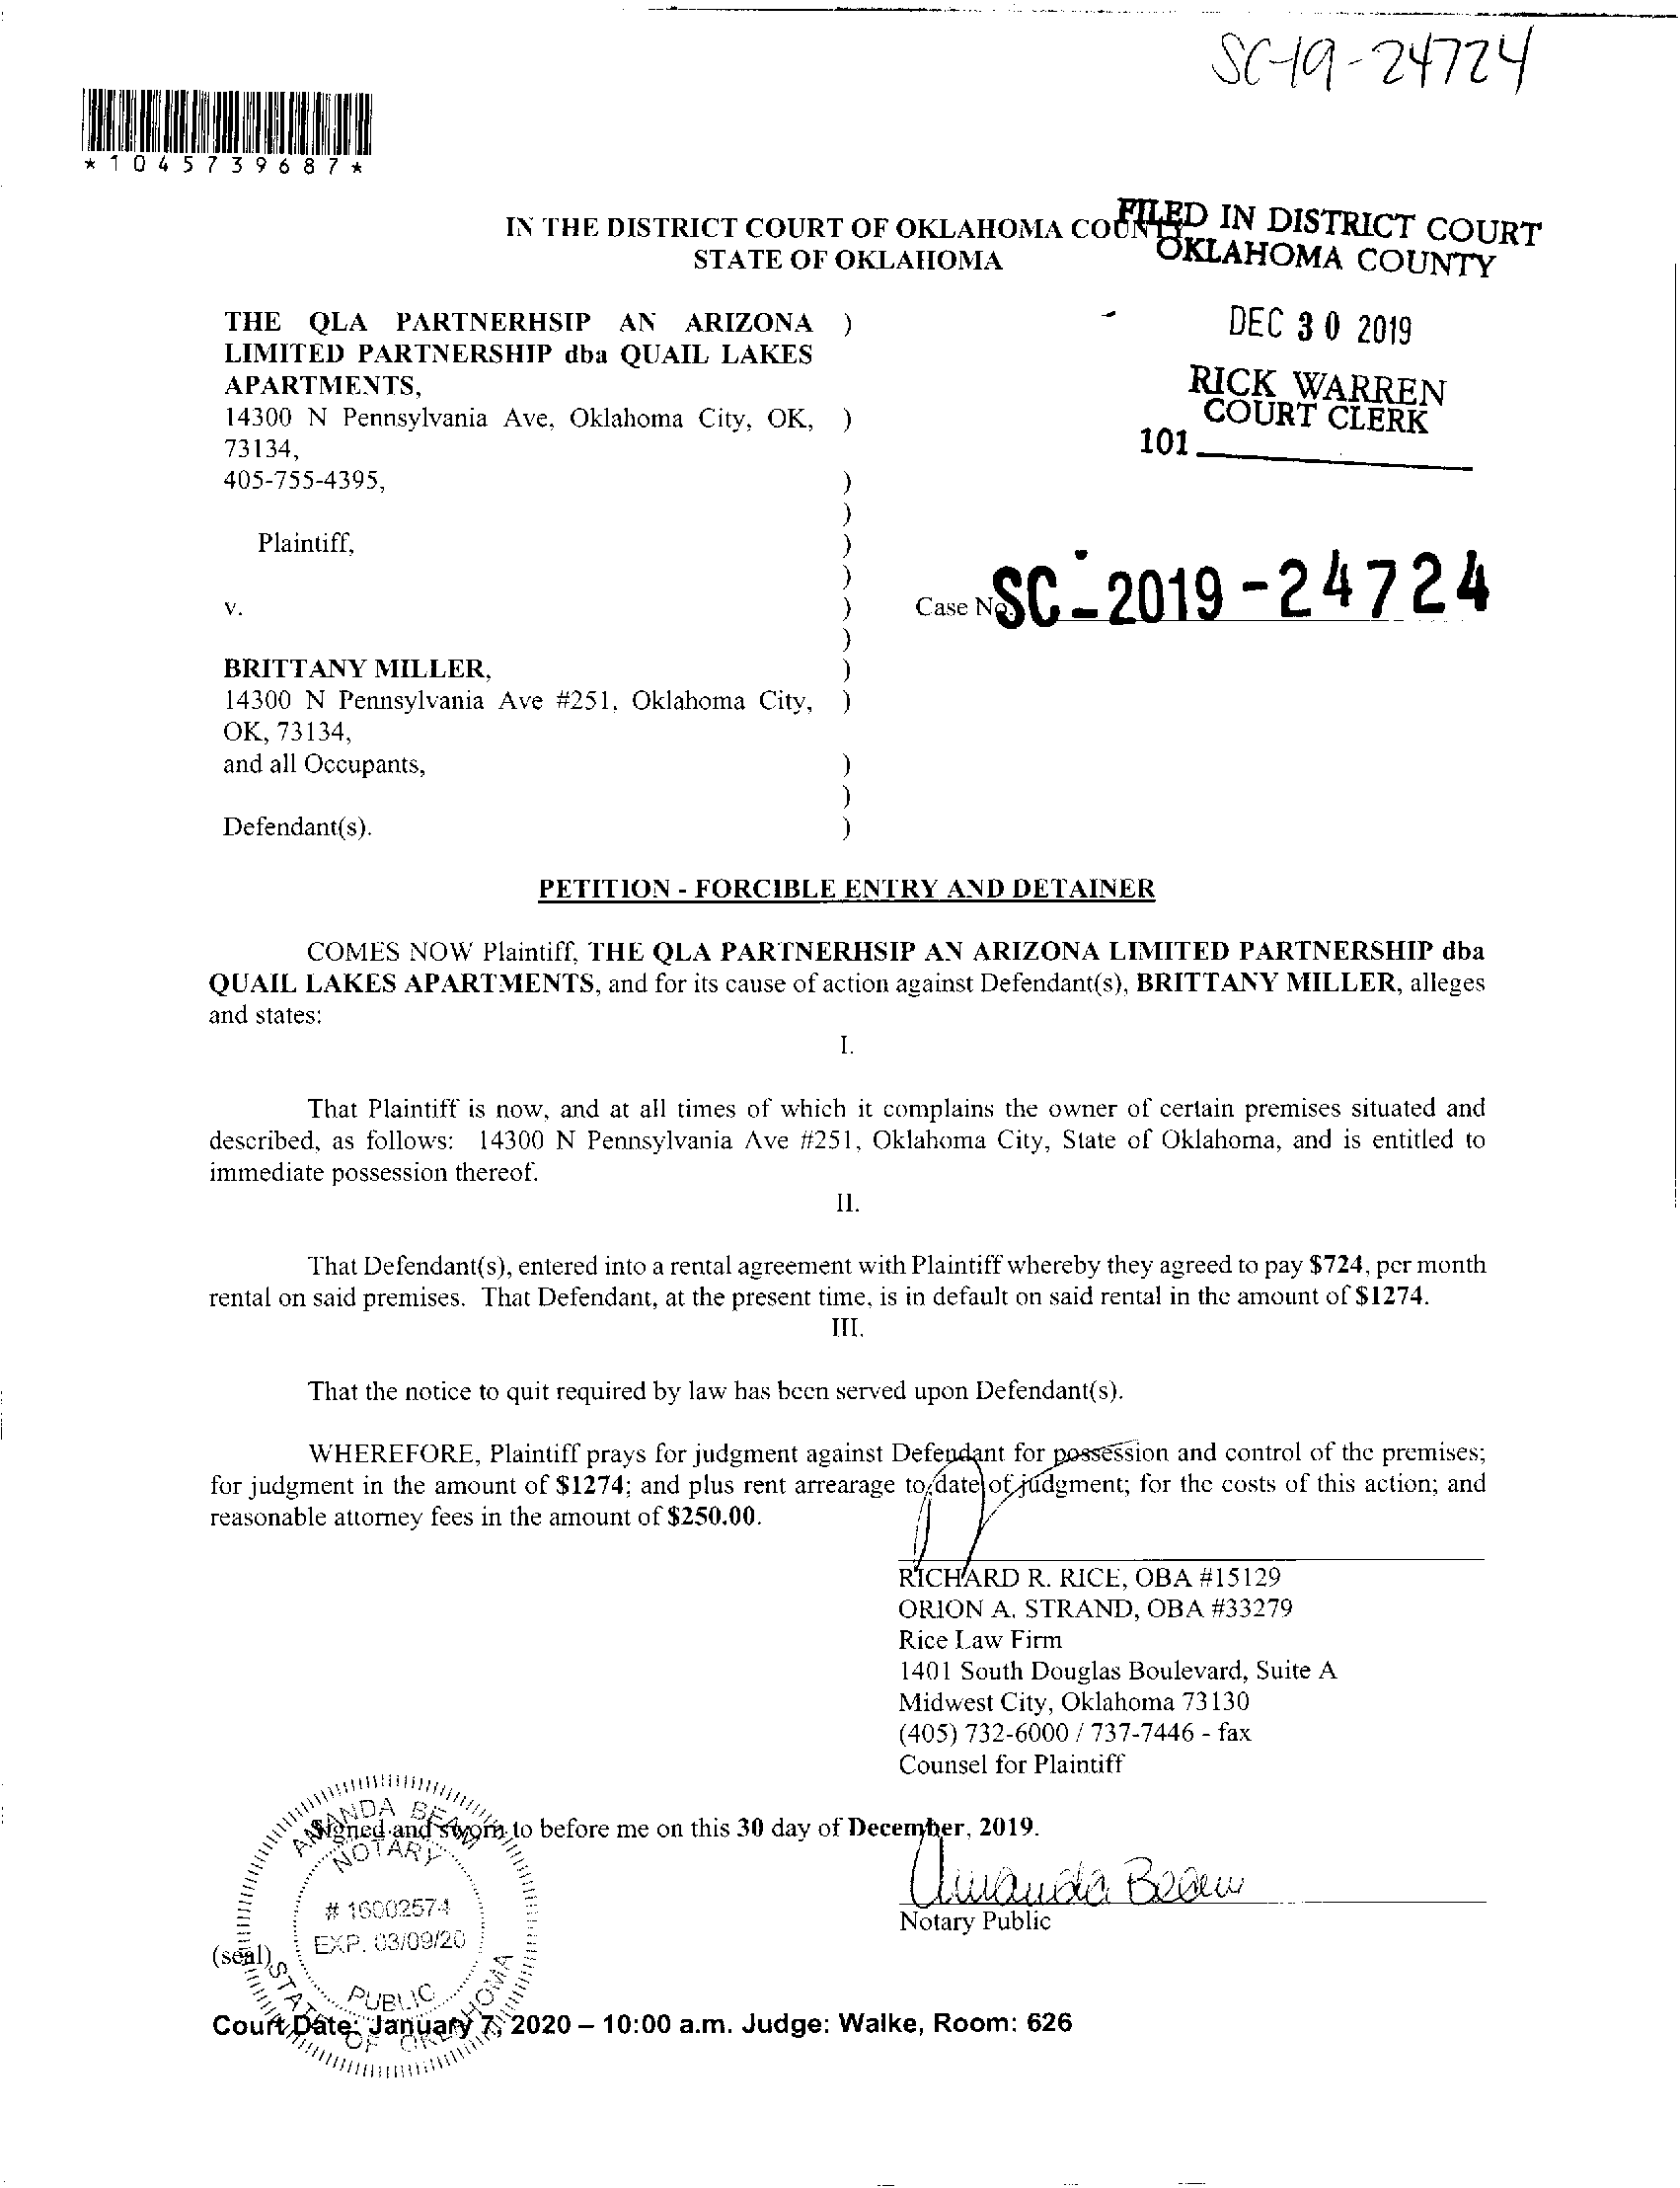 SC-19-24724
*1045739687*
IN THE DISTRICT COURT OF OKLAHOMA COUNTY
STATE OF OKLAHOMA
FILED IN DISTRICT COURT
OKLAHOMA COUNTY
DEC 30 2019
RICK WARREN
COURT CLERK
101
THE QLA PARTNERHSIP AN ARIZONA )
LIMITED PARTNERSHIP dba QUAIL LAKES
APARTMENTS,
14300 N Pennsylvania Ave, Oklahoma City, OK, )
73134,
405-755-4395, )
)
Plaintiff, )
)
v. )
Case No. SC-2019-24724
)
BRITTANY MILLER, )
14300 N Pennsylvania Ave #251, Oklahoma City, )
OK, 73134,
and all Occupants, )
)
Defendant(s). )
PETITION - FORCIBLE ENTRY AND DETAINER
COMES NOW Plaintiff, THE QLA PARTNERHSIP AN ARIZONA LIMITED PARTNERSHIP dba
QUAIL LAKES APARTMENTS, and for its cause of action against Defendant(s), BRITTANY MILLER, alleges
and states:
I.
That Plaintiff is now, and at all times of which it complains the owner of certain premises situated and
described, as follows: 14300 N Pennsylvania Ave #251, Oklahoma City, State of Oklahoma, and is entitled to
immediate possession thereof.
II.
That Defendant(s), entered into a rental agreement with Plaintiff whereby they agreed to pay $724, per month
rental on said premises. That Defendant, at the present time, is in default on said rental in the amount of $1274.
III.
That the notice to quit required by law has been served upon Defendant(s).
WHEREFORE, Plaintiff prays for judgment against Defendant for possession and control of the premises;
for judgment in the amount of $1274; and plus rent arrearage to date of judgment; for the costs of this action; and
reasonable attorney fees in the amount of $250.00.
RICHARD R. RICE, OBA #15129
ORION A. STRAND, OBA #33279
Rice Law Firm
1401 South Douglas Boulevard, Suite A
Midwest City, Oklahoma 73130
(405) 732-6000 / 737-7446 - fax
Counsel for Plaintiff
Signed and sworn to before me on this 30 day of December, 2019.
Amanda Beam
Notary Public
(seal)
AMANDA BEAM
NOTARY
# 16002574
EXP. 03/09/20
PUBLIC
STATE OF OKLAHOMA
Court Date: January 7, 2020 – 10:00 a.m. Judge: Walke, Room: 626